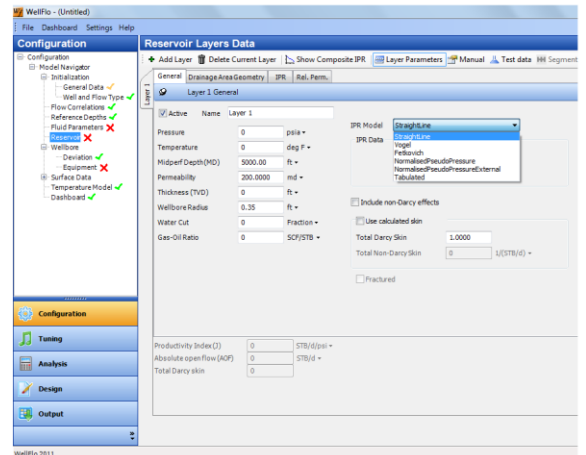 WellFlo - (Untitled)
File Dashboard Settings Help
Configuration
Reservoir Layers Data
Configuration
Model Navigator
Initialization
General Data
Well and Flow Type
Flow Correlations
Reference Depths
Fluid Parameters
Reservoir
Wellbore
Deviation
Equipment
Surface Data
Temperature Model
Dashboard
Configuration
Tuning
Analysis
Design
Output
WellFlo 2011
Add Layer Delete Current Layer Show Composite IPR Layer Parameters Manual Test data Segment
Layer 1
General Drainage Area Geometry IPR Rel. Perm.
Layer 1 General
Active Name Layer 1
Pressure 0 psia
Temperature 0 deg F
Midperf Depth(MD) 5000.00 ft
Permeability 200.0000 md
Thickness (TVD) 0 ft
Wellbore Radius 0.35 ft
Water Cut 0 Fraction
Gas-Oil Ratio 0 SCF/STB
IPR Model StraightLine
IPR Data
StraightLine
Vogel
Fetkovich
NormalisedPseudoPressure
NormalisedPseudoPressureExternal
Tabulated
Include non-Darcy effects
Use calculated skin
Total Darcy Skin 1.0000
Total Non-Darcy Skin 0 1/(STB/d)
Fractured
Productivity Index (J) 0 STB/d/psi
Absolute open flow (AOF) 0 STB/d
Total Darcy skin 0